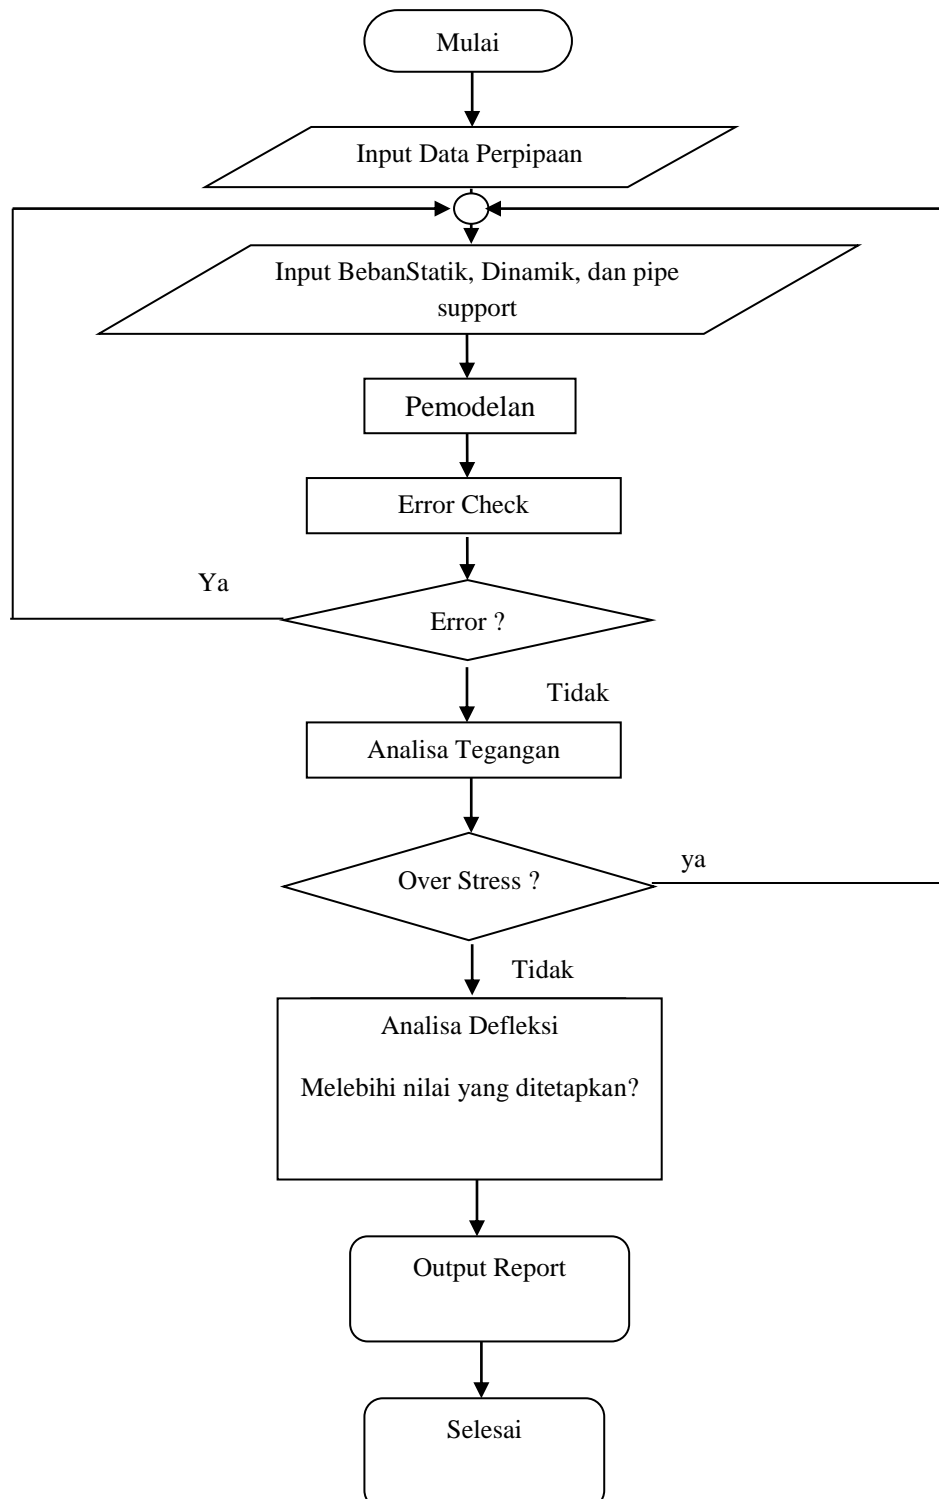 Mulai
Input Data Perpipaan
Input BebanStatik, Dinamik, dan pipe
support
Pemodelan
Error Check
Ya
Error ?
Tidak
Analisa Tegangan
ya
Over Stress ?
Tidak
Analisa Defleksi
Melebihi nilai yang ditetapkan?
Output Report
Selesai